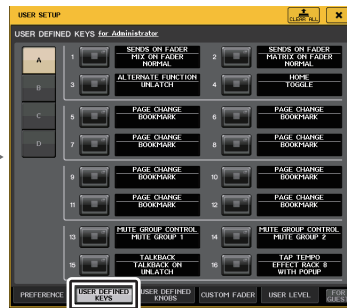 USER SETUP
CLEAR ALL
USER DEFINED KEYS for Administrator
A
B
C
D
1
SENDS ON FADER
MIX ON FADER
NORMAL
2
SENDS ON FADER
MATRIX ON FADER
NORMAL
3
ALTERNATE FUNCTION
UNLATCH
4
HOME
TOGGLE
5
PAGE CHANGE
BOOKMARK
6
PAGE CHANGE
BOOKMARK
7
PAGE CHANGE
BOOKMARK
8
PAGE CHANGE
BOOKMARK
9
PAGE CHANGE
BOOKMARK
10
PAGE CHANGE
BOOKMARK
11
PAGE CHANGE
BOOKMARK
12
PAGE CHANGE
BOOKMARK
13
MUTE GROUP CONTROL
MUTE GROUP 1
14
MUTE GROUP CONTROL
MUTE GROUP 2
15
TALKBACK
TALKBACK ON
UNLATCH
16
TAP TEMPO
EFFECT RACK 8
WITH POPUP
PREFERENCE
USER DEFINED
KEYS
USER DEFINED
KNOBS
CUSTOM FADER
USER LEVEL
FOR
GUEST